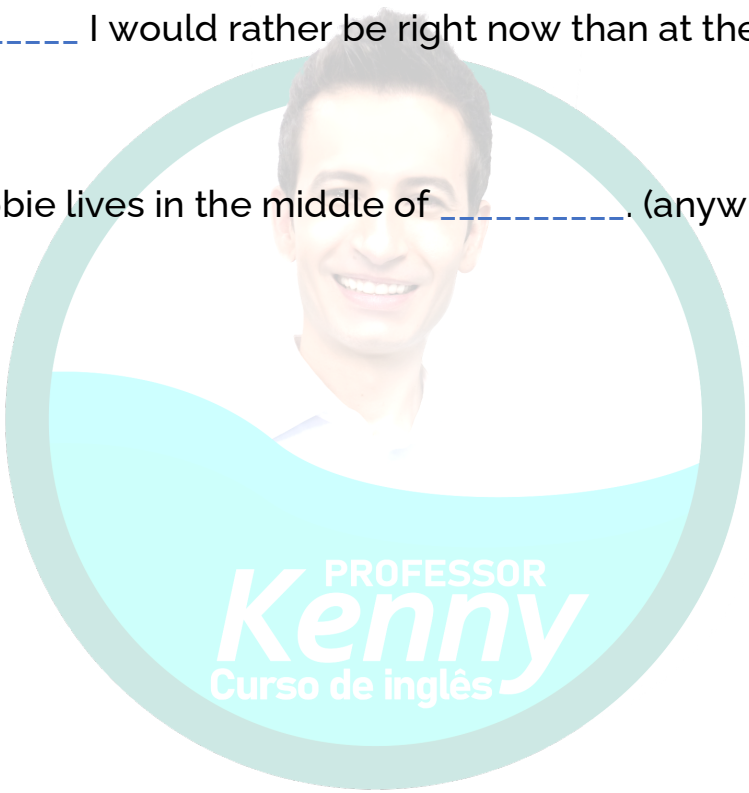 _____ I would rather be right now than at the
bie lives in the middle of __________. (anyw
PROFESSOR
Kenny
Curso de inglês